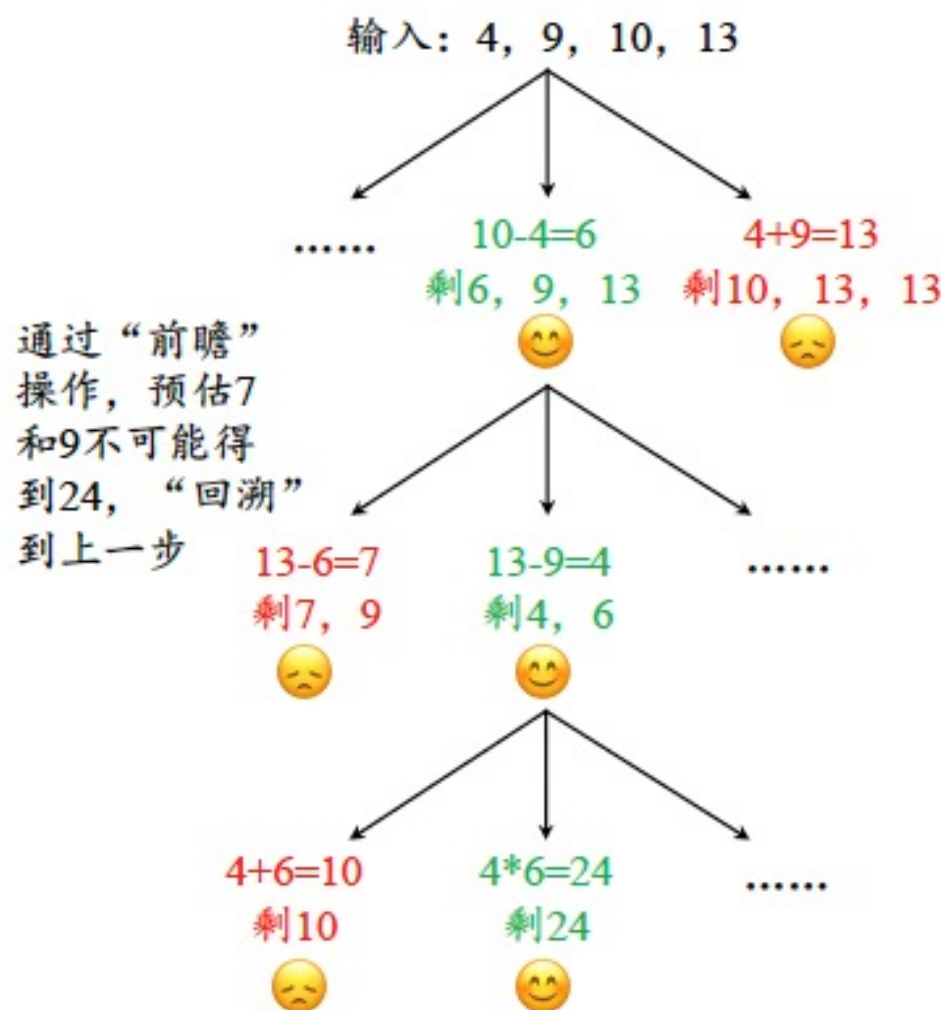 输入：4，9，10，13
……
10-4=6
剩6，9，13
4+9=13
剩10，13，13
通过“前瞻”
操作，预估7
和9不可能得
到24，“回溯”
到上一步
13-6=7
剩7，9
13-9=4
剩4，6
……
4+6=10
剩10
4*6=24
剩24
……